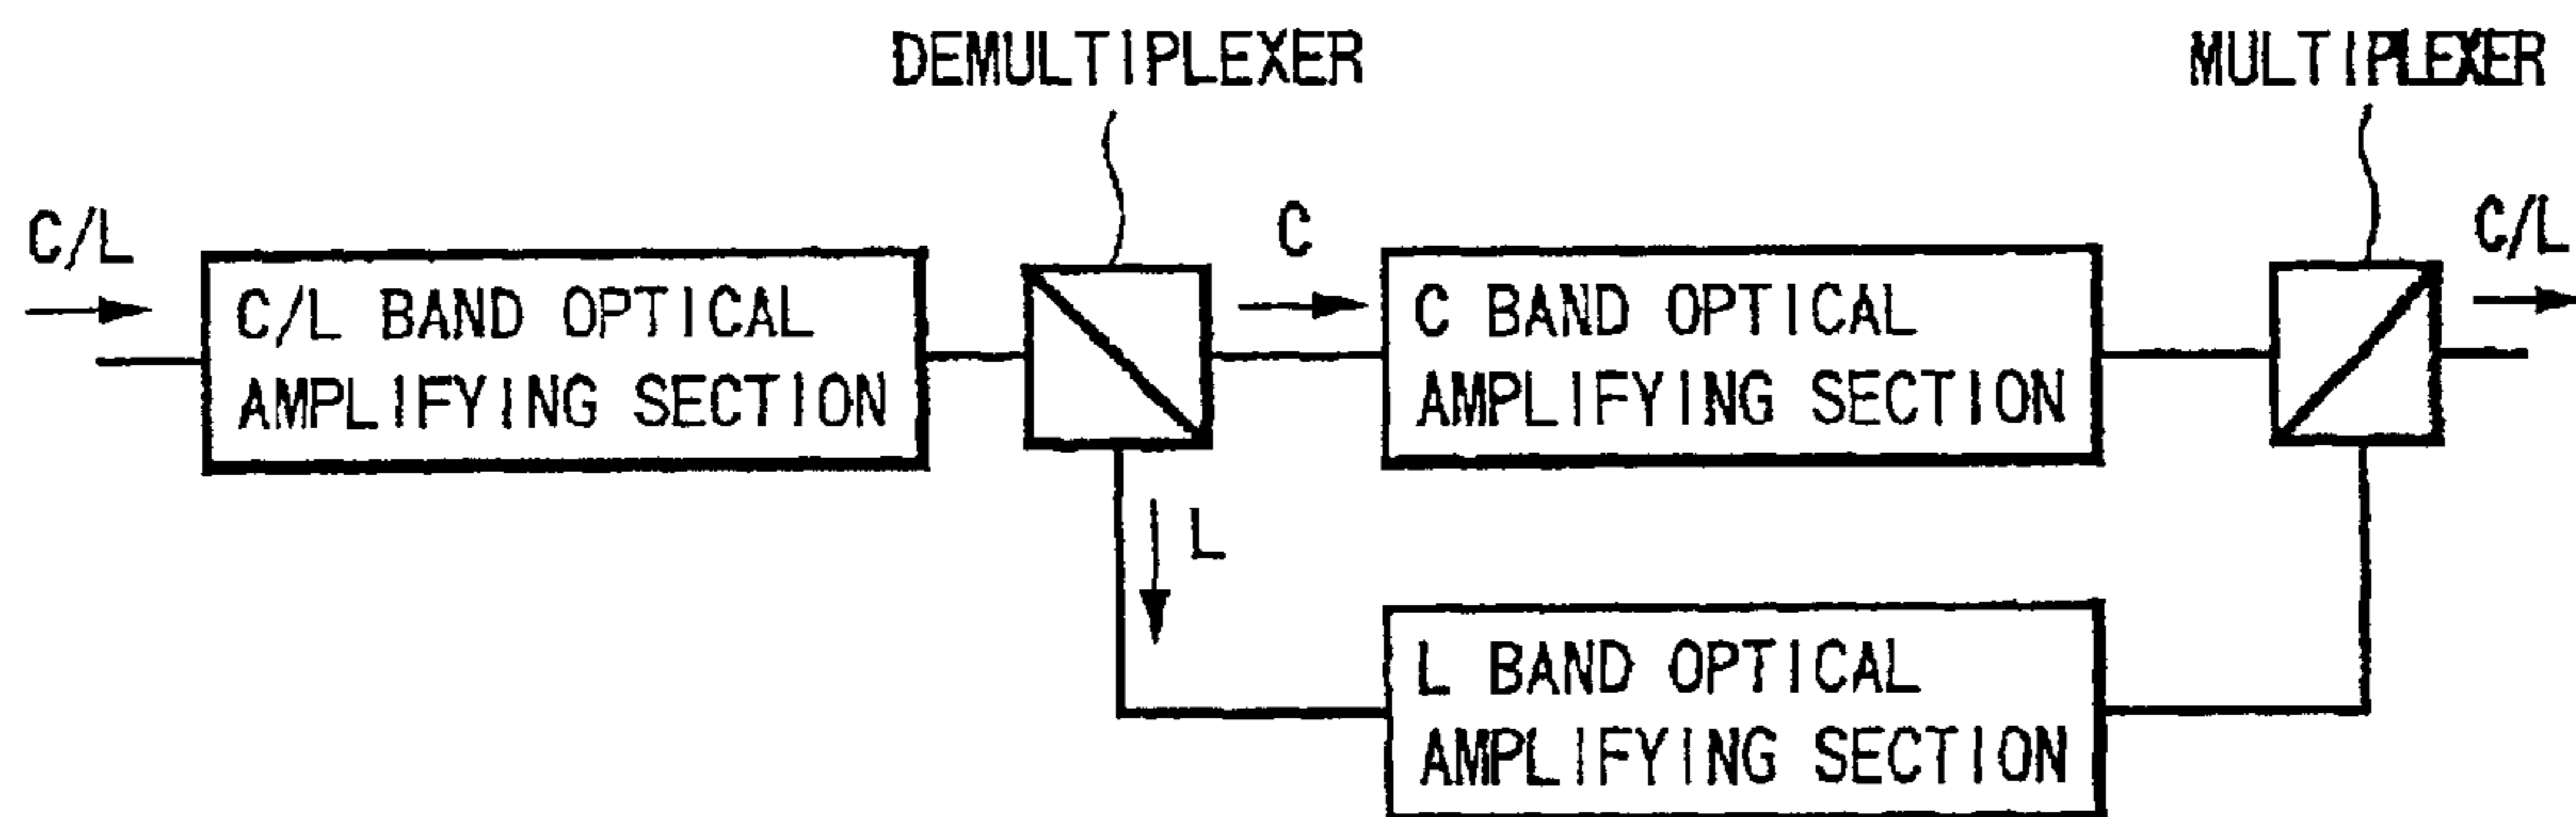 DEMULTIPLEXER
MULTIPLEXER
C/L
C
C/L
C/L BAND OPTICAL
AMPLIFYING SECTION
C BAND OPTICAL
AMPLIFYING SECTION
L
L BAND OPTICAL
AMPLIFYING SECTION